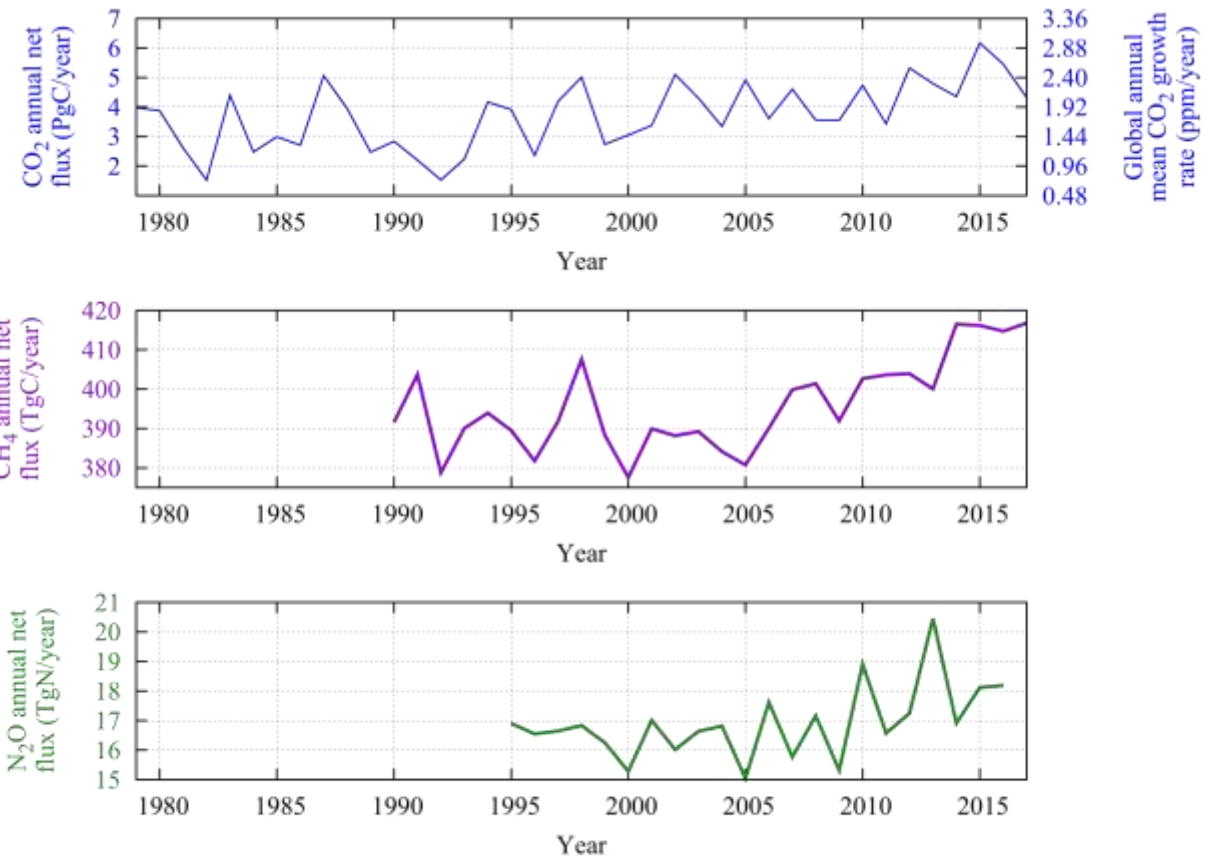 CO2 annual net
flux (PgC/year)
7
6
5
4
3
2
3.36
2.88
2.40
1.92
1.44
0.96
0.48
Global annual
mean CO2 growth
rate (ppm/year)
1980 1985 1990 1995 2000 2005 2010 2015
Year
CH4 annual net
flux (TgC/year)
420
410
400
390
380
1980 1985 1990 1995 2000 2005 2010 2015
Year
N2O annual net
flux (TgN/year)
21
20
19
18
17
16
15
1980 1985 1990 1995 2000 2005 2010 2015
Year